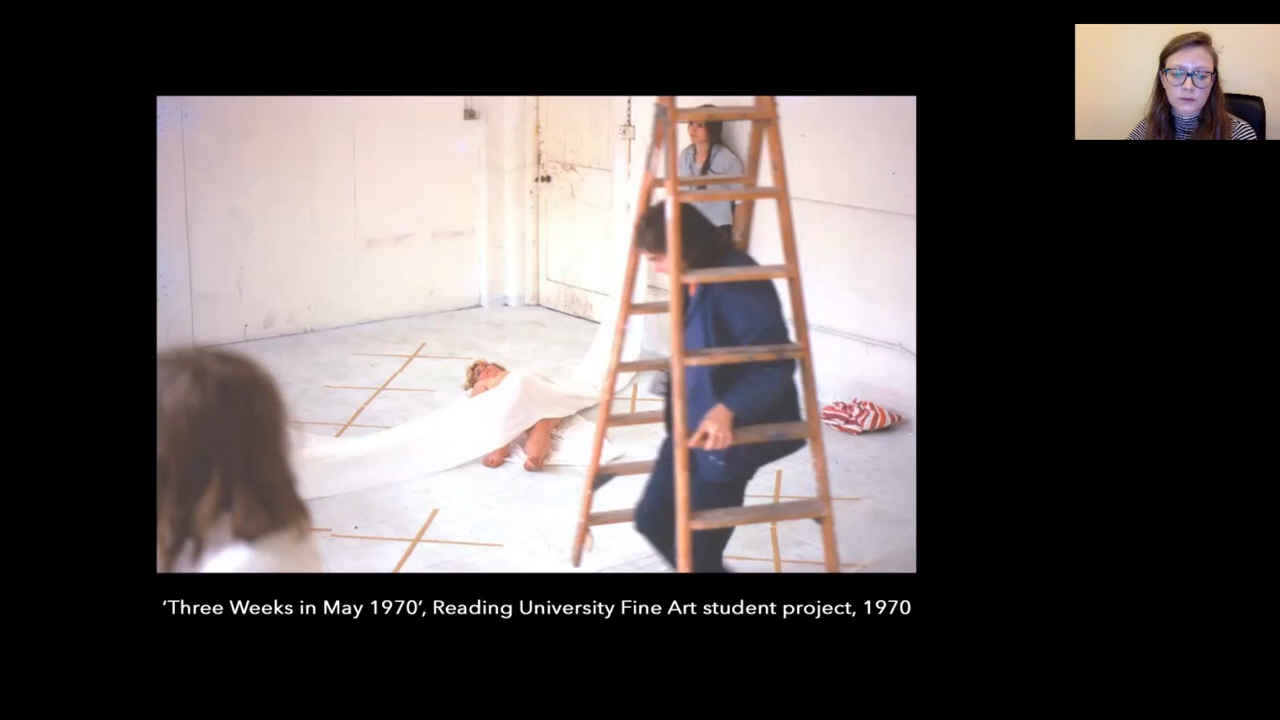 ‘Three Weeks in May 1970’, Reading University Fine Art student project, 1970